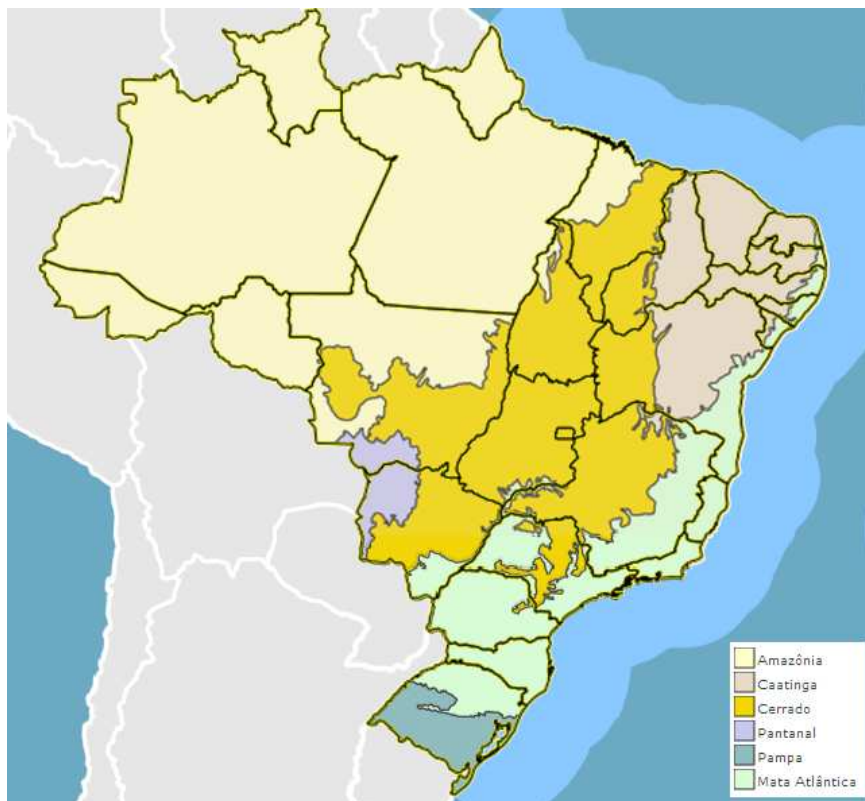 Amazônia
Caatinga
Cerrado
Pantanal
Pampa
Mata Atlântica